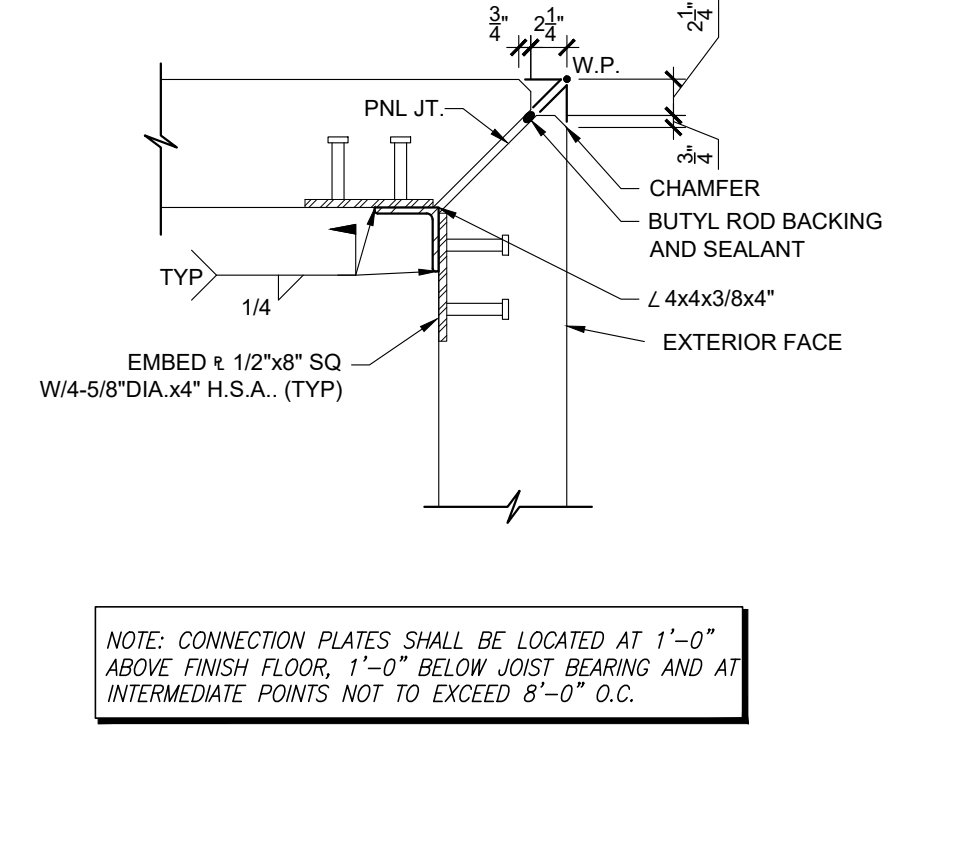 3/4" 2 1/4"
2 1/4"
W.P.
PNL JT.
3/4"
CHAMFER
BUTYL ROD BACKING
AND SEALANT
TYP
1/4
∠ 4x4x3/8x4"
EXTERIOR FACE
EMBED ⅊ 1/2"x8" SQ
W/4-5/8"DIA.x4" H.S.A.. (TYP)
NOTE: CONNECTION PLATES SHALL BE LOCATED AT 1'-0"
ABOVE FINISH FLOOR, 1'-0" BELOW JOIST BEARING AND AT
INTERMEDIATE POINTS NOT TO EXCEED 8'-0" O.C.